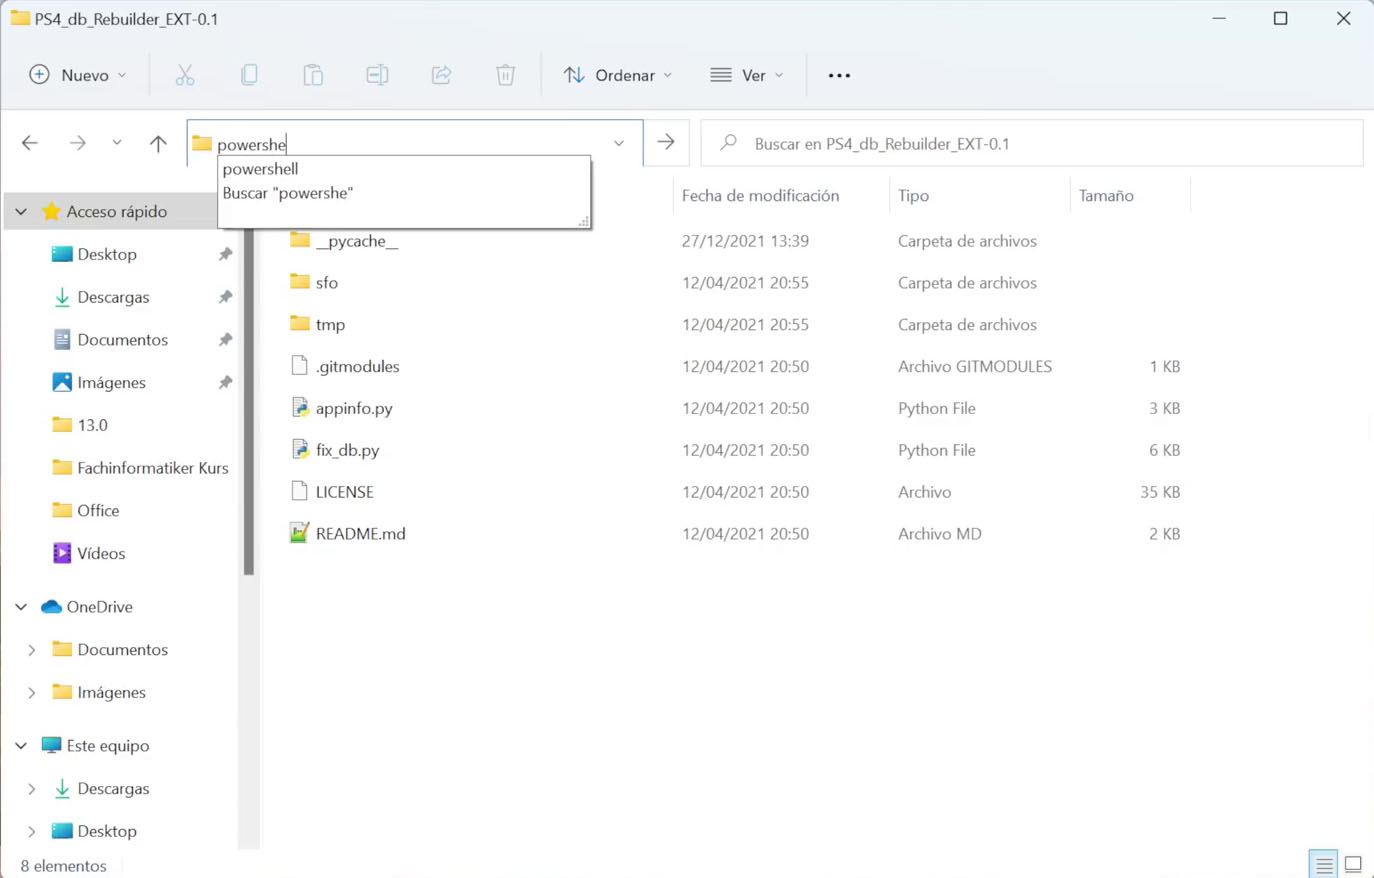 PS4_db_Rebuilder_EXT-0.1
Nuevo
Ordenar
Ver
powershe
Buscar en PS4_db_Rebuilder_EXT-0.1
powershell
Buscar "powershe"
Fecha de modificación
Tipo
Tamaño
Acceso rápido
Desktop
Descargas
Documentos
Imágenes
13.0
Fachinformatiker Kurs
Office
Vídeos
OneDrive
Documentos
Imágenes
Este equipo
Descargas
Desktop
__pycache__ 27/12/2021 13:39 Carpeta de archivos
sfo 12/04/2021 20:55 Carpeta de archivos
tmp 12/04/2021 20:55 Carpeta de archivos
.gitmodules 12/04/2021 20:50 Archivo GITMODULES 1 KB
appinfo.py 12/04/2021 20:50 Python File 3 KB
fix_db.py 12/04/2021 20:50 Python File 6 KB
LICENSE 12/04/2021 20:50 Archivo 35 KB
README.md 12/04/2021 20:50 Archivo MD 2 KB
8 elementos